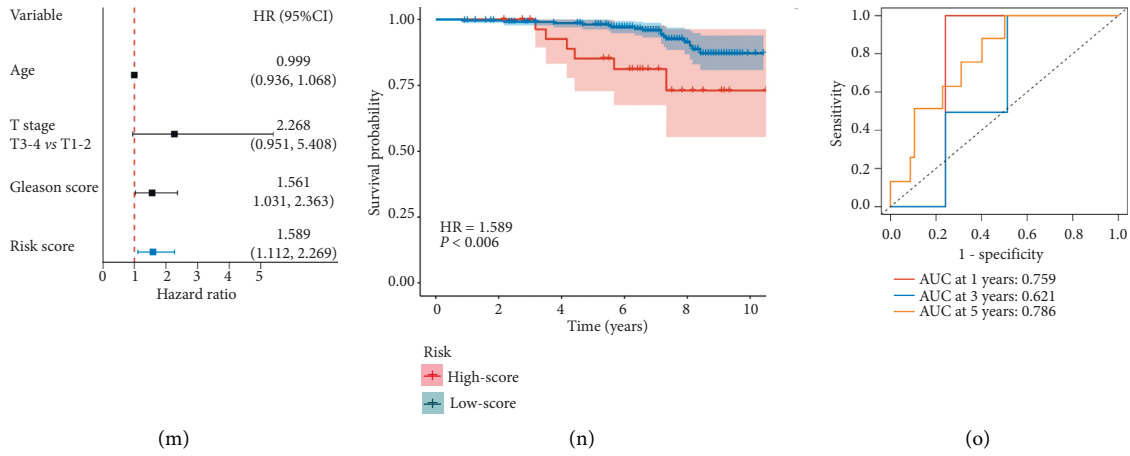 Variable
HR (95%CI)
Age
0.999
(0.936, 1.068)
T stage
T3-4 vs T1-2
2.268
(0.951, 5.408)
Gleason score
1.561
1.031, 2.363)
Risk score
1.589
(1.112, 2.269)
0 1 2 3 4 5
Hazard ratio
(m)
Survival probability
1.00
0.75
0.50
0.25
0.00
HR = 1.589
P < 0.006
0 2 4 6 8 10
Time (years)
Risk
High-score
Low-score
(n)
Sensitivity
1.0
0.8
0.6
0.4
0.2
0.0
0.0 0.2 0.4 0.6 0.8 1.0
1 - specificity
AUC at 1 years: 0.759
AUC at 3 years: 0.621
AUC at 5 years: 0.786
(o)